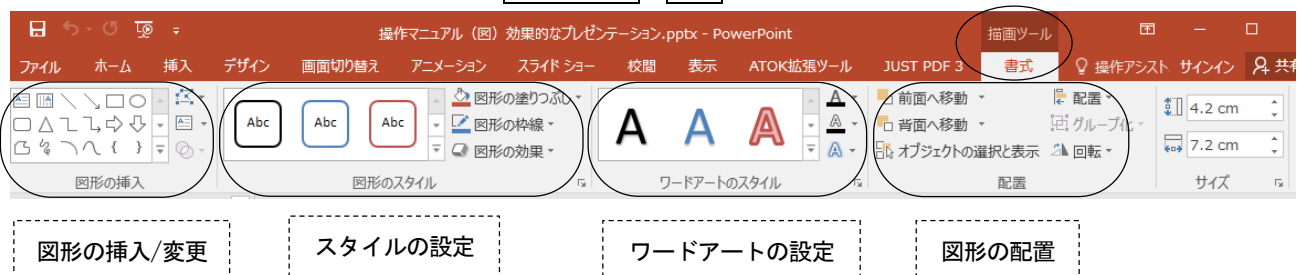 操作マニュアル（図）効果的なプレゼンテーション.pptx - PowerPoint
描画ツール
ファイル ホーム 挿入 デザイン 画面切り替え アニメーション スライド ショー 校閲 表示 ATOK拡張ツール JUST PDF 3 書式 操作アシスト サインイン 共有
Abc Abc Abc
図形の塗りつぶし
図形の枠線
図形の効果
A A A
A
A
A
前面へ移動
背面へ移動
オブジェクトの選択と表示
配置
グループ化
回転
4.2 cm
7.2 cm
図形の挿入 図形のスタイル ワードアートのスタイル 配置 サイズ
図形の挿入/変更 スタイルの設定 ワードアートの設定 図形の配置